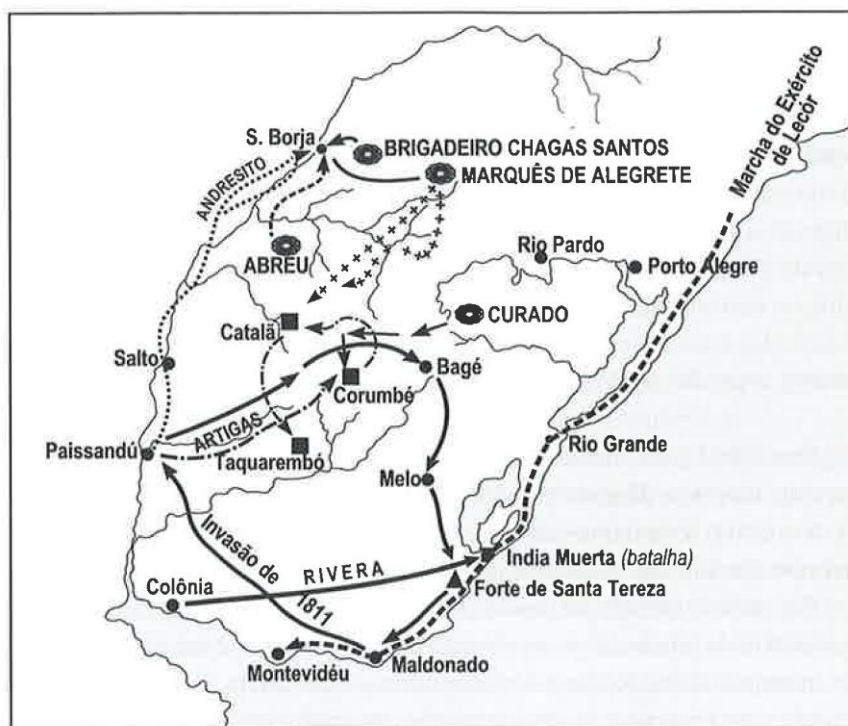 Marcha do Exército
de Lecór
S. Borja
BRIGADEIRO CHAGAS SANTOS
MARQUÊS DE ALEGRETE
ANDRESITO
ABREU
Rio Pardo
Porto Alegre
CURADO
Catalã
Salto
Bagé
Corumbé
ARTIGAS
Paissandú
Taquarembó
Rio Grande
Melo
Invasão de
1811
India Muerta (batalha)
RIVERA
Forte de Santa Tereza
Colônia
Montevidéu
Maldonado